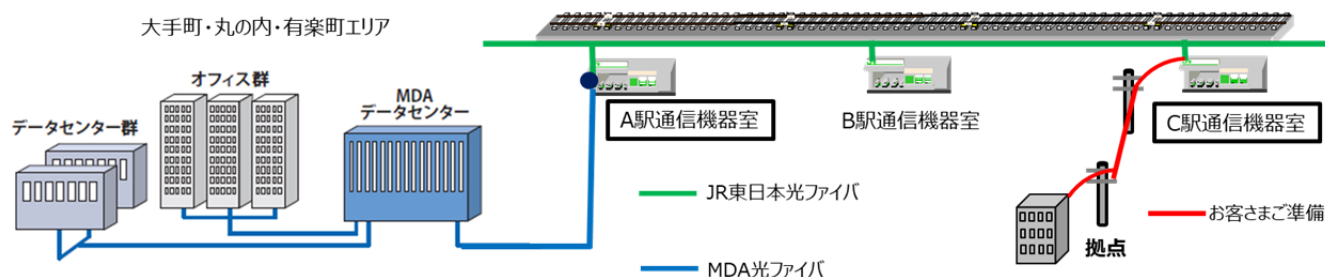 大手町・丸の内・有楽町エリア
オフィス群
MDA
データセンター
データセンター群
A駅通信機器室
B駅通信機器室
C駅通信機器室
JR東日本光ファイバ
お客さまご準備
拠点
MDA光ファイバ